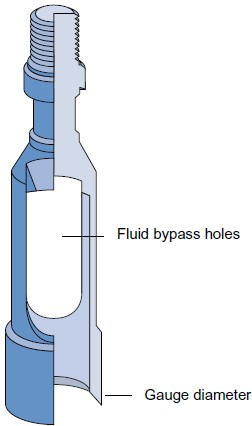 Fluid bypass holes
Gauge diameter